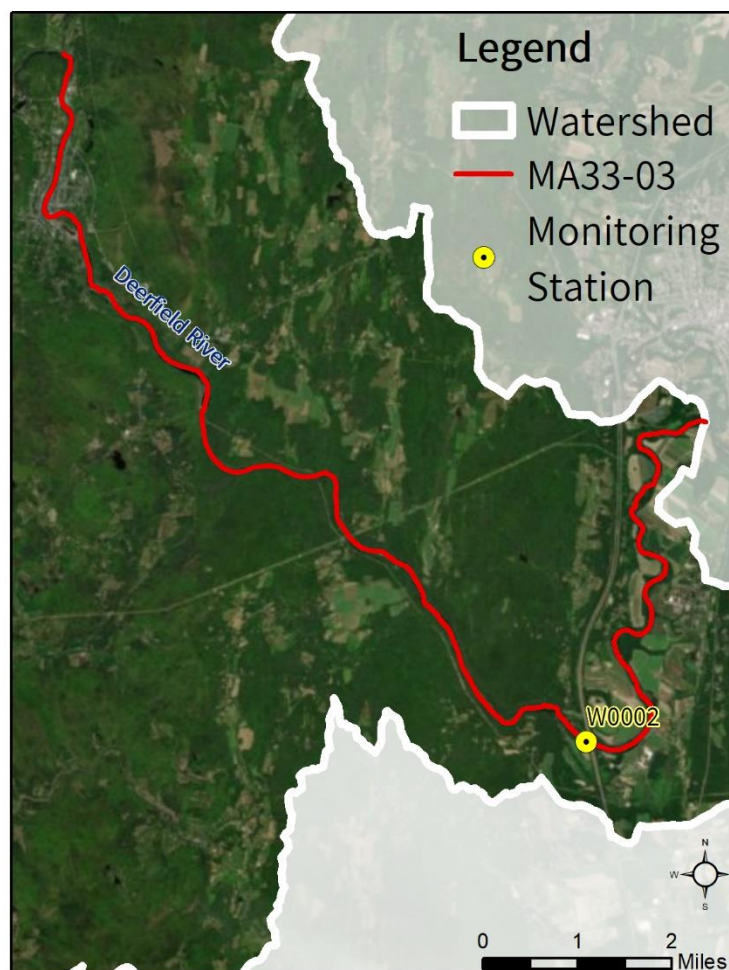 Legend
Watershed
MA33-03
Monitoring
Station
Deerfield River
W0002
N
W
S
0 1 2
Miles